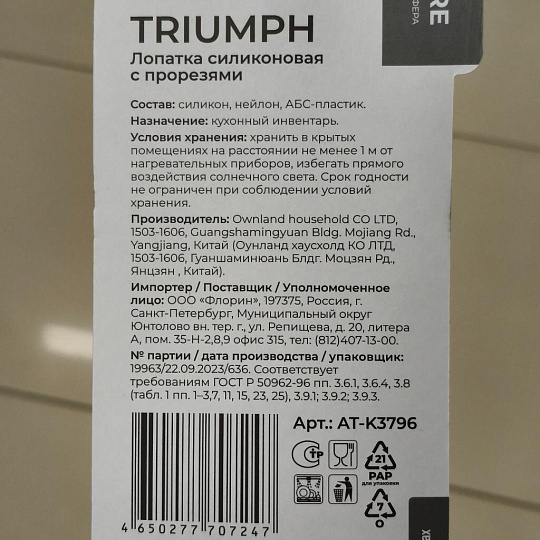 TRIUMPH
Лопатка силиконовая
с прорезями
RE
ФЕРА
Состав: силикон, нейлон, АБС-пластик.
Назначение: кухонный инвентарь.
Условия хранения: хранить в крытых
помещениях на расстоянии не менее 1 м от
нагревательных приборов, избегать прямого
воздействия солнечного света. Срок годности
не ограничен при соблюдении условий
хранения.
Производитель: Ownland household CO LTD,
1503-1606, Guangshamingyuan Bldg. Mojiang Rd.,
Yangjiang, Китай (Оунланд хаусхолд КО ЛТД,
1503-1606, Гуаншаминюань Блдг. Моцзян Рд.,
Янцзян , Китай).
Импортер / Поставщик / Уполномоченное
лицо: ООО «Флорин», 197375, Россия, г.
Санкт-Петербург, Муниципальный округ
Юнтолово вн. тер. г., ул. Репищева, д. 20, литера
А, пом. 35-Н-2,8,9 офис 315, тел: (812)407-13-00.
№ партии / дата производства / упаковщик:
19963/22.09.2023/636. Соответствует
требованиям ГОСТ Р 50962-96 пп. 3.6.1, 3.6.4, 3.8
(табл. 1 пп. 1–3,7, 11, 15, 23, 25), 3.9.1; 3.9.2; 3.9.3.
Арт.: AT-K3796
21
PAP
для упаковки
7
O
4 650277 707247